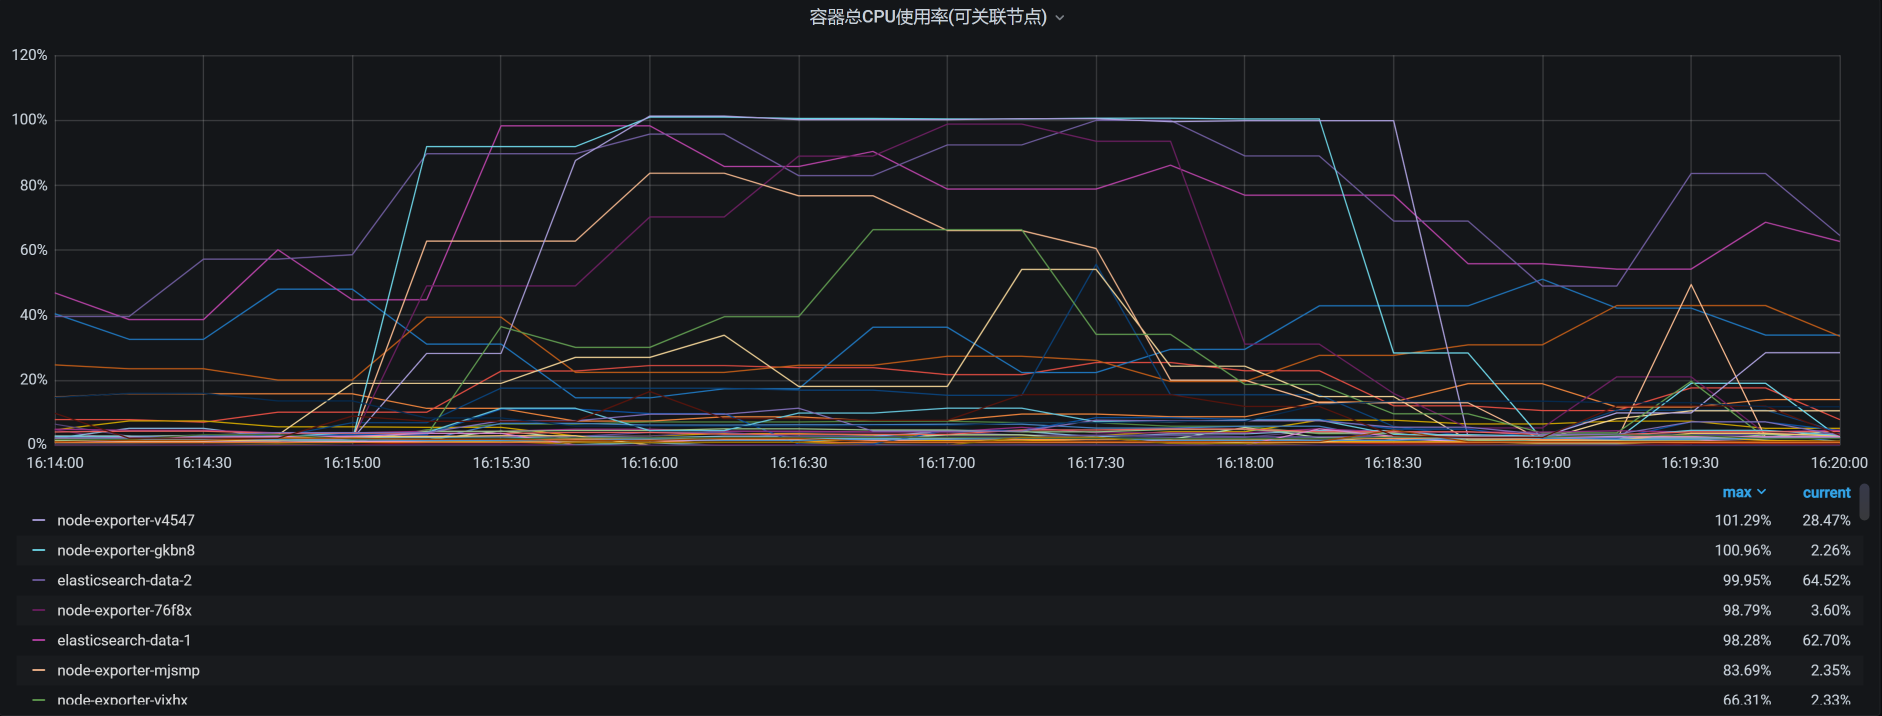 容器总CPU使用率(可关联节点)
120%
100%
80%
60%
40%
20%
0%
16:14:00 16:14:30 16:15:00 16:15:30 16:16:00 16:16:30 16:17:00 16:17:30 16:18:00 16:18:30 16:19:00 16:19:30 16:20:00
max current
node-exporter-v4547 101.29% 28.47%
node-exporter-gkbn8 100.96% 2.26%
elasticsearch-data-2 99.95% 64.52%
node-exporter-76f8x 98.79% 3.60%
elasticsearch-data-1 98.28% 62.70%
node-exporter-mjsmp 83.69% 2.35%
66.31% 2.33%